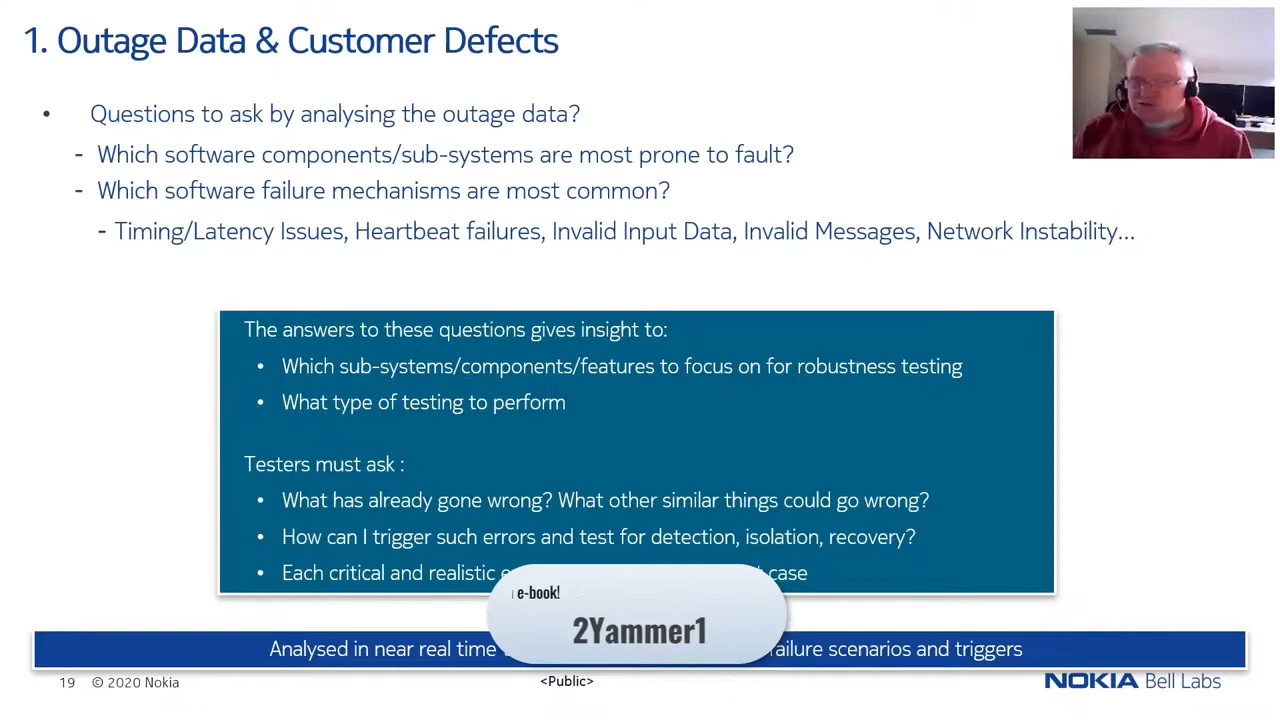 1. Outage Data & Customer Defects
• Questions to ask by analysing the outage data?
- Which software components/sub-systems are most prone to fault?
- Which software failure mechanisms are most common?
- Timing/Latency Issues, Heartbeat failures, Invalid Input Data, Invalid Messages, Network Instability...
The answers to these questions gives insight to:
• Which sub-systems/components/features to focus on for robustness testing
• What type of testing to perform
Testers must ask :
• What has already gone wrong? What other similar things could go wrong?
• How can I trigger such errors and test for detection, isolation, recovery?
• Each critical and realistic case
e-book!
2Yammer1
Analysed in near real time failure scenarios and triggers
19 © 2020 Nokia
<Public>
NOKIA Bell Labs